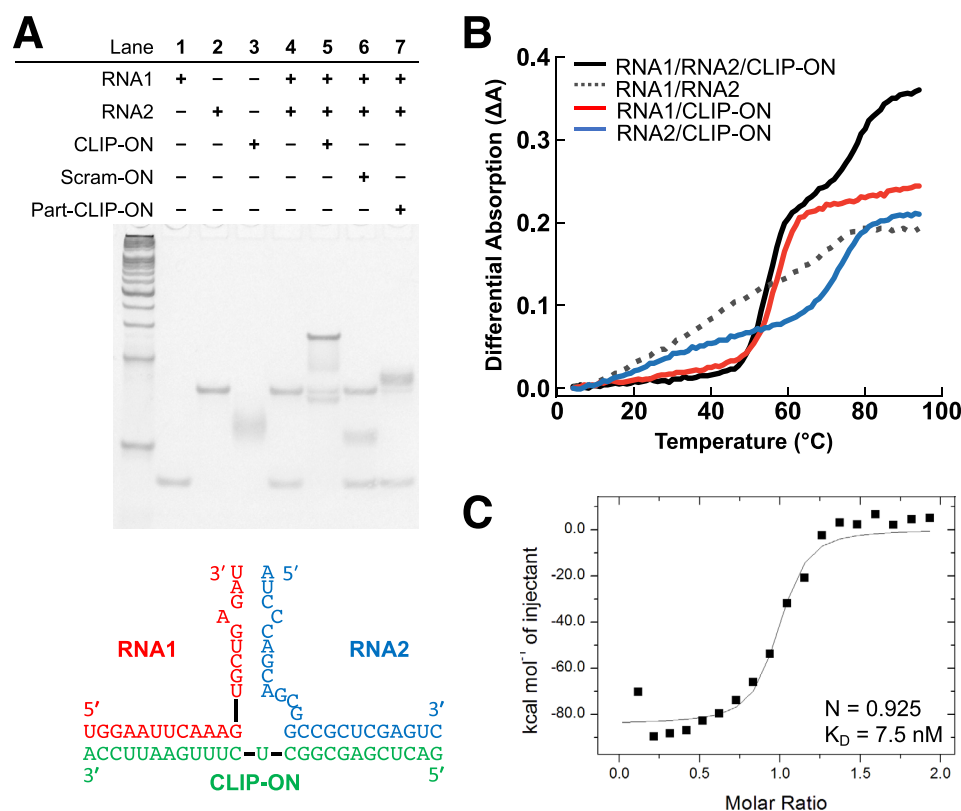 A
Lane 1 2 3 4 5 6 7
RNA1 + – – + + + +
RNA2 – + – + + + +
CLIP-ON – – + – + – –
Scram-ON – – – – – + –
Part-CLIP-ON – – – – – – +
3' UAGAGUCGU
AUCCCAGCAGCG 5'
RNA1
RNA2
5' 3'
UGGAAUUCAAAG GCCGCUCGAGUC
ACCUUAAGUUUC–U–CGGCGAGCUCAG
3' 5'
CLIP-ON
B
RNA1/RNA2/CLIP-ON
RNA1/RNA2
RNA1/CLIP-ON
RNA2/CLIP-ON
Differential Absorption (ΔA)
0.4
0.3
0.2
0.1
0.0
0 20 40 60 80 100
Temperature (°C)
C
kcal mol⁻¹ of injectant
0.0
-20.0
-40.0
-60.0
-80.0
N = 0.925
K_D = 7.5 nM
0.0 0.5 1.0 1.5 2.0
Molar Ratio